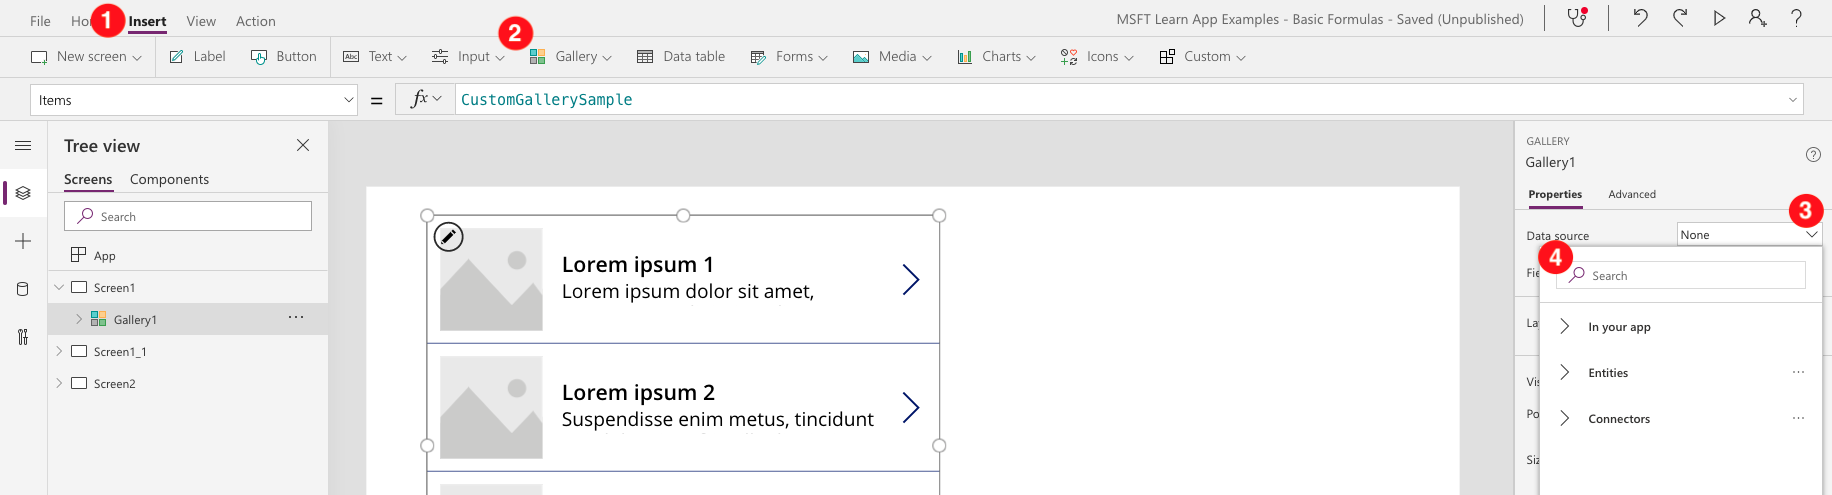 File Ho 1 Insert View Action MSFT Learn App Examples - Basic Formulas - Saved (Unpublished) ?
2
New screen Label Button Abc Text Input Gallery Data table Forms Media Charts Icons Custom
Items = fx CustomGallerySample
Tree view
Screens Components
Search
App
Screen1
Gallery1 ...
Screen1_1
Screen2
Lorem ipsum 1
Lorem ipsum dolor sit amet,
Lorem ipsum 2
Suspendisse enim metus, tincidunt
GALLERY
Gallery1 ?
Properties Advanced
3
Data source None
4
Fie Search
La In your app
Vis Entities ...
Po
Connectors ...
Siz